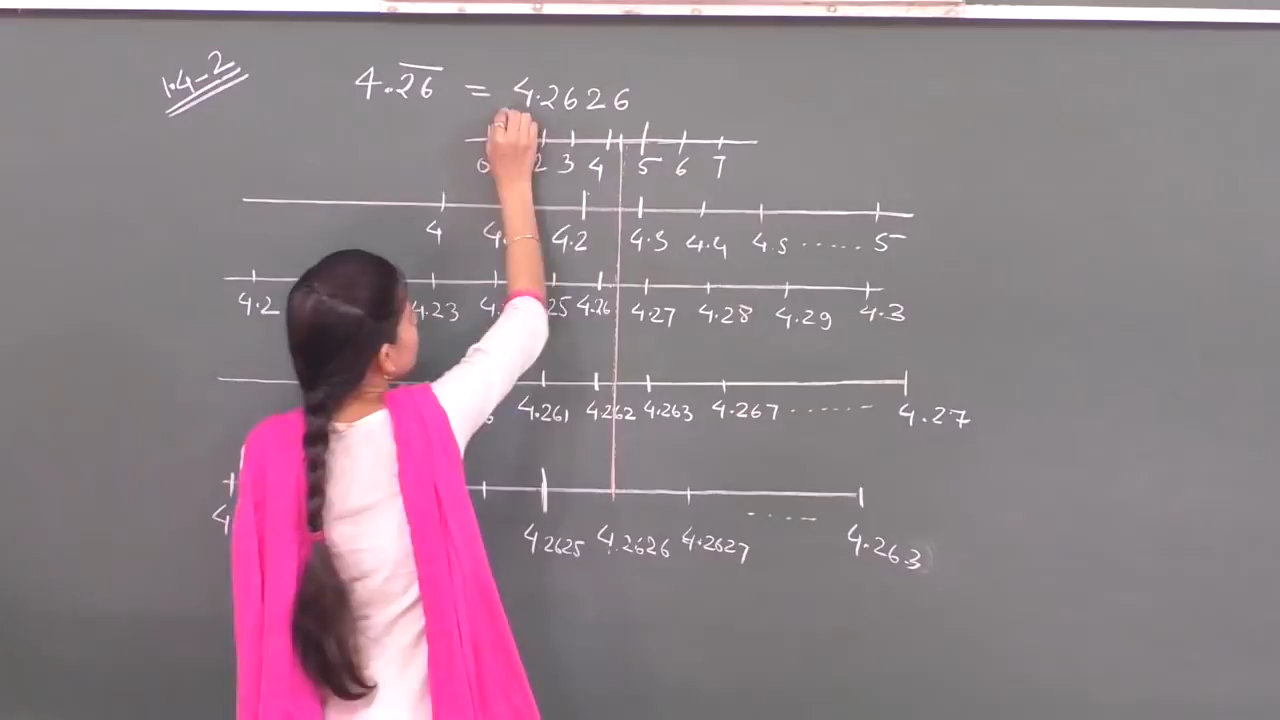 1.4-2
4.26̅ = 4.2626
0 2 3 4 5 6 7
4 4.2 4.3 4.4 4.5 ...... 5
4.2 4.23 4.26 4.27 4.28 4.29 4.3
4.261 4.262 4.263 4.267 ...... 4.27
4.2625 4.2626 4.2627 ..... 4.263